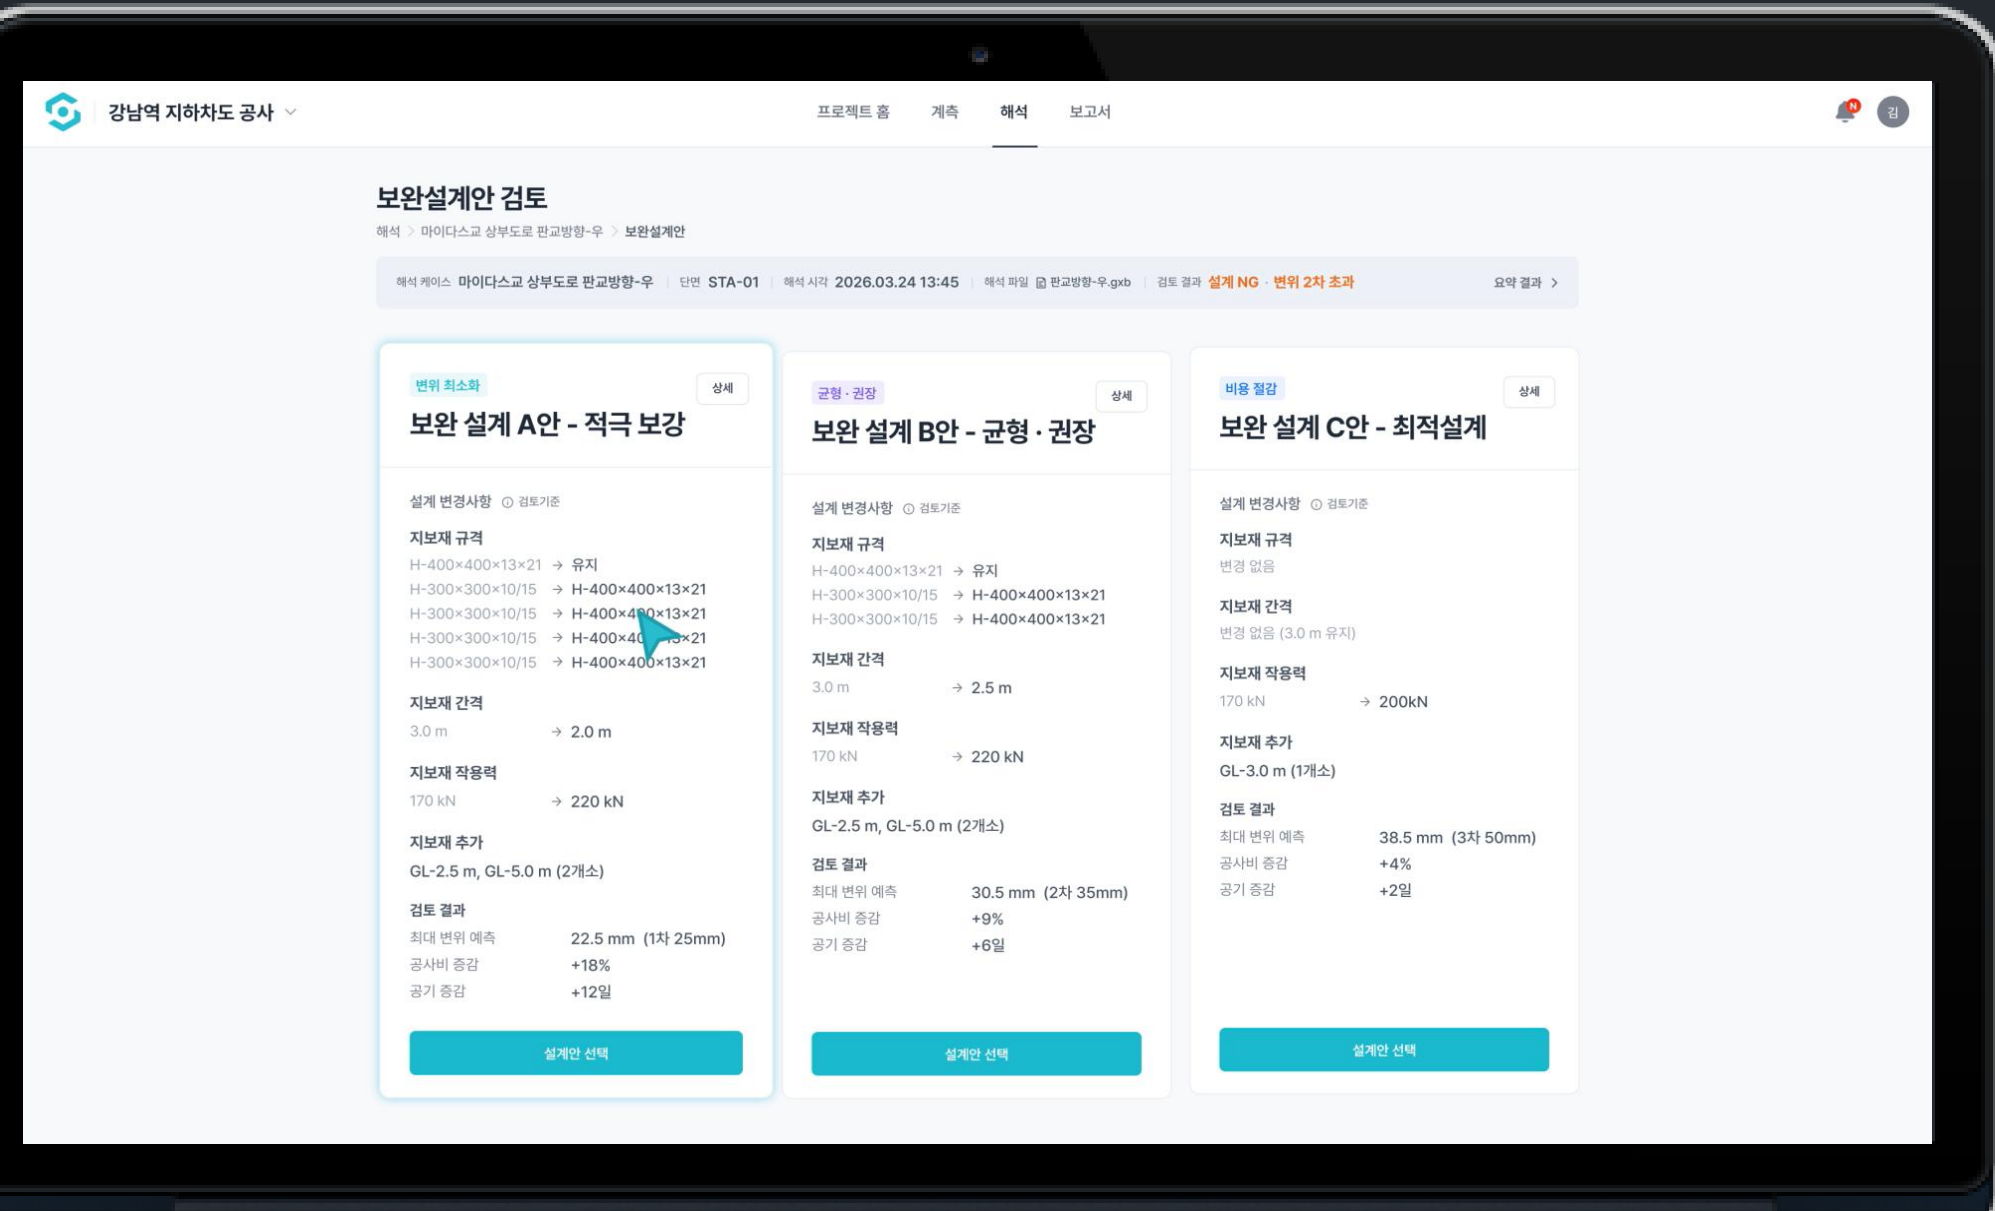 강남역 지하차도 공사
프로젝트 홈 계측 해석 보고서
N
김
보완설계안 검토
해석 > 마이다스교 상부도로 판교방향-우 > 보완설계안
해석 케이스 마이다스교 상부도로 판교방향-우 | 단면 STA-01 | 해석 시각 2026.03.24 13:45 | 해석 파일 판교방향-우.gxb | 검토 결과 설계 NG · 변위 2차 초과 요약 결과 >
변위 최소화
상세
보완 설계 A안 - 적극 보강
설계 변경사항 검토기준
지보재 규격
H-400×400×13×21 → 유지
H-300×300×10/15 → H-400×400×13×21
H-300×300×10/15 → H-400×400×13×21
H-300×300×10/15 → H-400×40 ×21
H-300×300×10/15 → H-400×400×13×21
지보재 간격
3.0 m → 2.0 m
지보재 작용력
170 kN → 220 kN
지보재 추가
GL-2.5 m, GL-5.0 m (2개소)
검토 결과
최대 변위 예측 22.5 mm (1차 25mm)
공사비 증감 +18%
공기 증감 +12일
설계안 선택
균형 · 권장
상세
보완 설계 B안 - 균형 · 권장
설계 변경사항 검토기준
지보재 규격
H-400×400×13×21 → 유지
H-300×300×10/15 → H-400×400×13×21
H-300×300×10/15 → H-400×400×13×21
지보재 간격
3.0 m → 2.5 m
지보재 작용력
170 kN → 220 kN
지보재 추가
GL-2.5 m, GL-5.0 m (2개소)
검토 결과
최대 변위 예측 30.5 mm (2차 35mm)
공사비 증감 +9%
공기 증감 +6일
설계안 선택
비용 절감
상세
보완 설계 C안 - 최적설계
설계 변경사항 검토기준
지보재 규격
변경 없음
지보재 간격
변경 없음 (3.0 m 유지)
지보재 작용력
170 kN → 200kN
지보재 추가
GL-3.0 m (1개소)
검토 결과
최대 변위 예측 38.5 mm (3차 50mm)
공사비 증감 +4%
공기 증감 +2일
설계안 선택